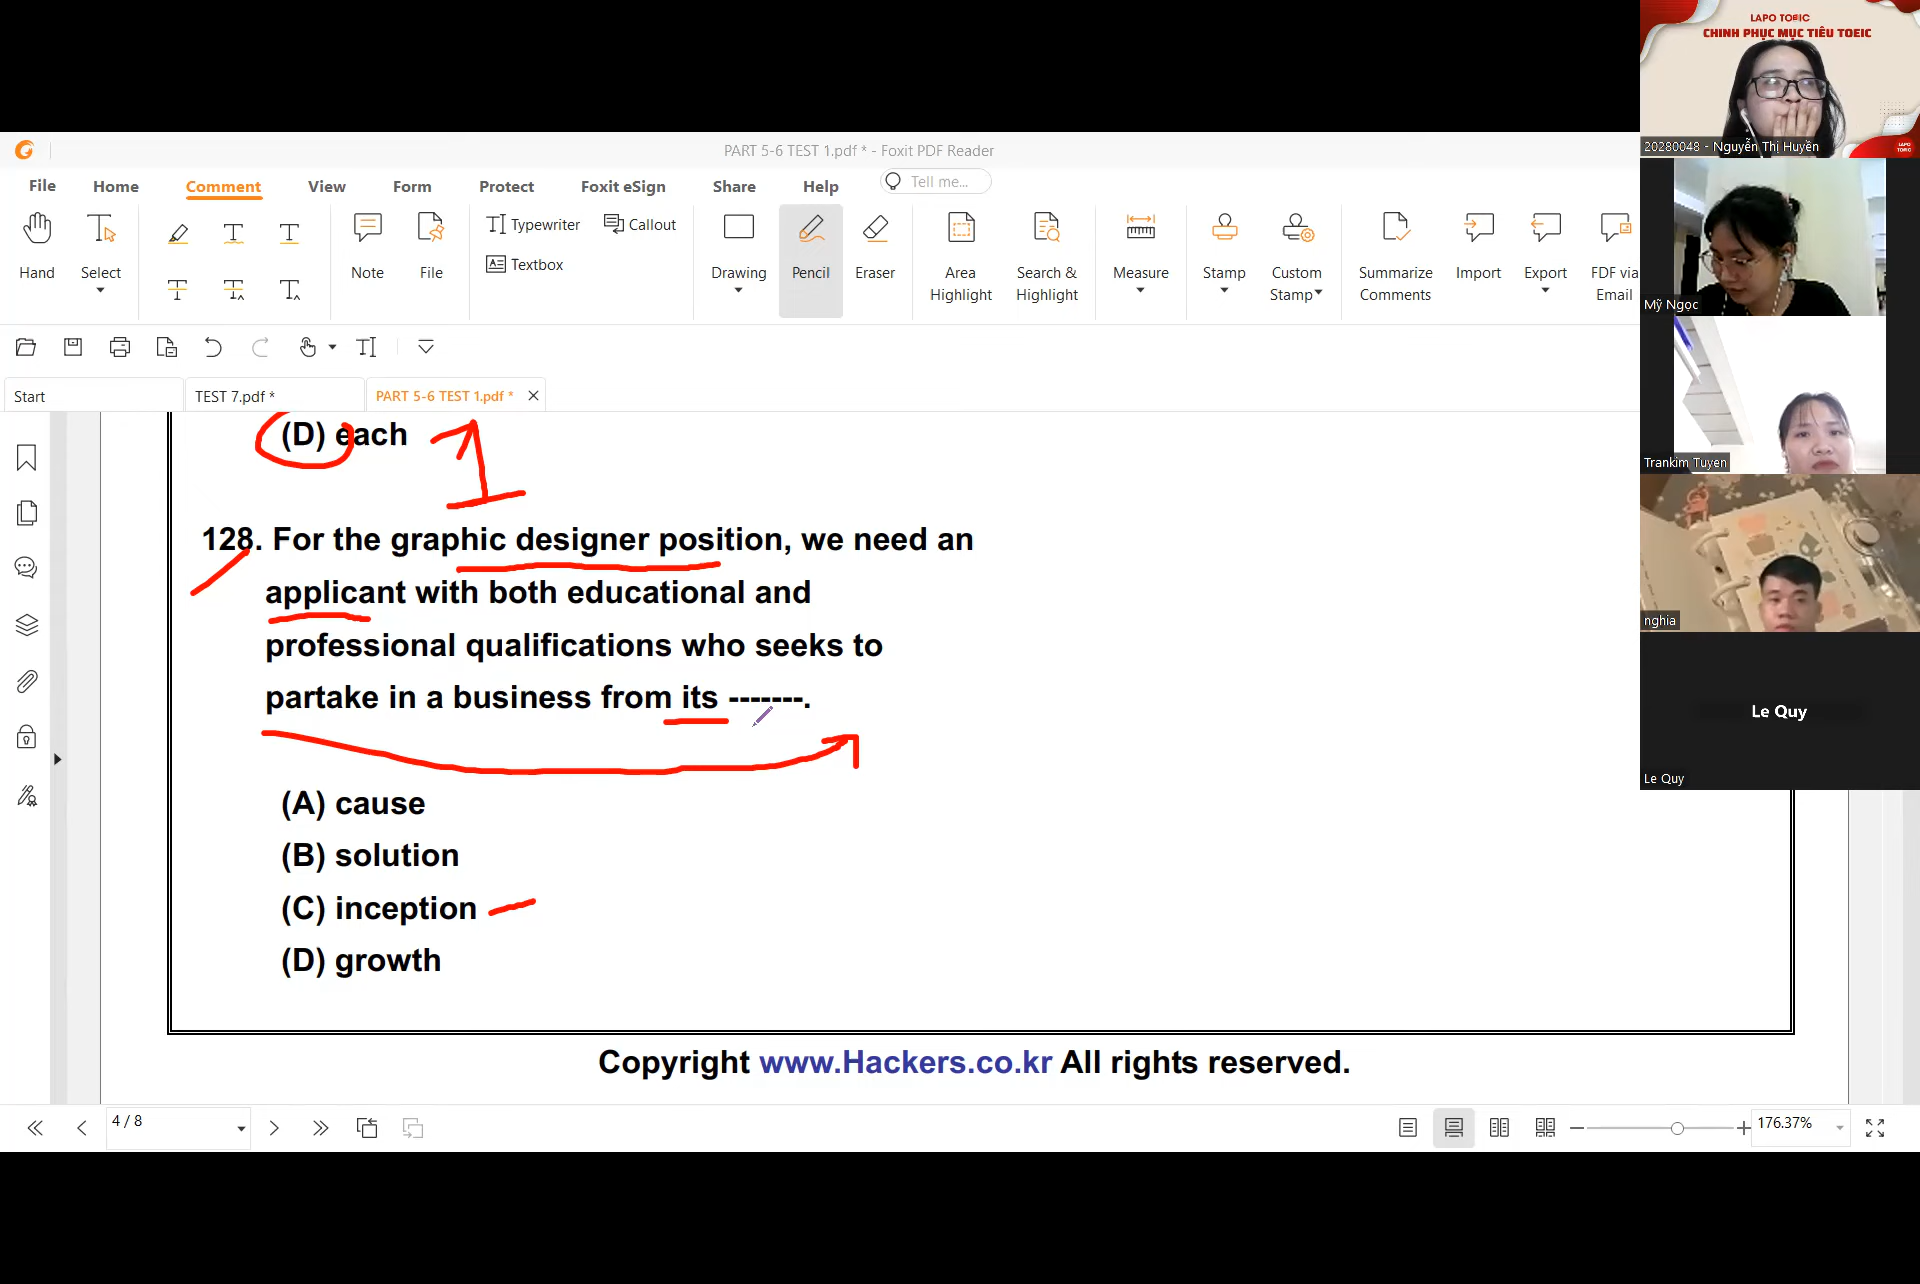 LAPO TOEIC
CHINH PHỤC MỤC TIÊU TOEIC
20280048 - Nguyễn Thị Huyền
PART 5-6 TEST 1.pdf * - Foxit PDF Reader
File Home Comment View Form Protect Foxit eSign Share Help Tell me...
Hand Select Note File Typewriter Callout Textbox Drawing Pencil Eraser Area Highlight Search & Highlight Measure Stamp Custom Stamp Summarize Comments Import Export FDF via Email
Mỹ Ngọc
Start TEST 7.pdf * PART 5-6 TEST 1.pdf *
(D) each
Trankim Tuyen
128. For the graphic designer position, we need an
applicant with both educational and
professional qualifications who seeks to
partake in a business from its -------.
nghia
Le Quy
Le Quy
(A) cause
(B) solution
(C) inception
(D) growth
Copyright www.Hackers.co.kr All rights reserved.
4 / 8
176.37%